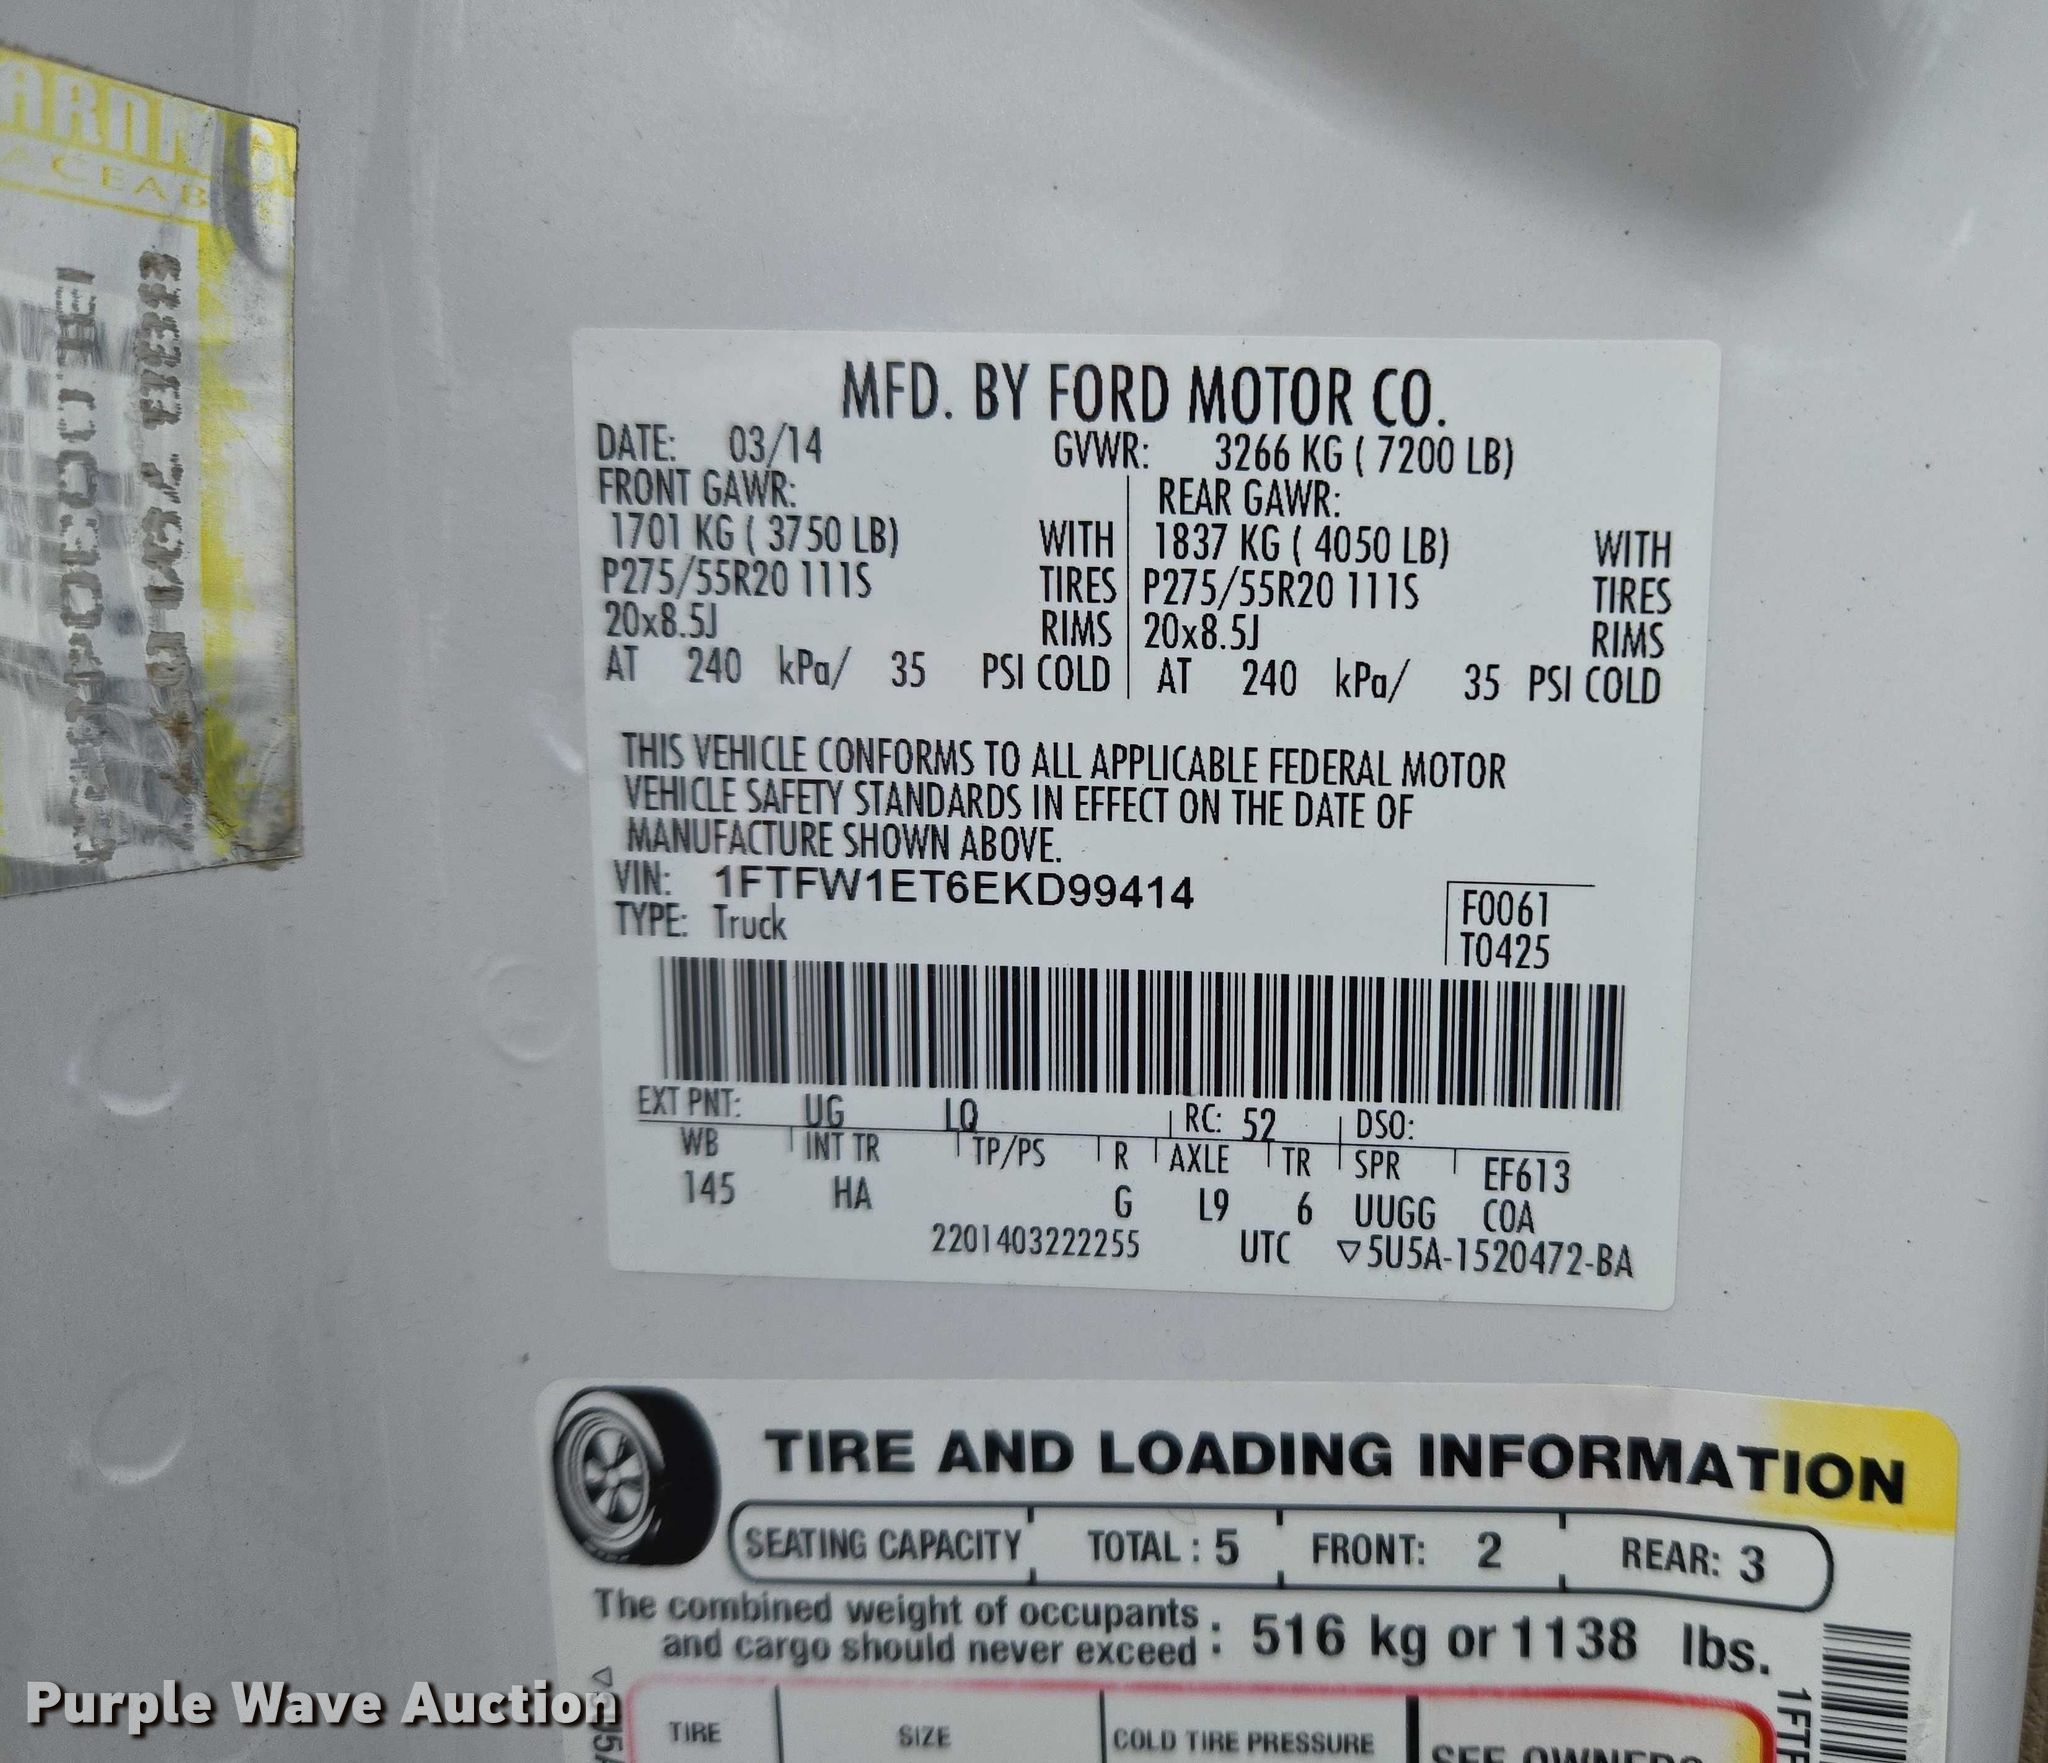 MFD. BY FORD MOTOR CO.
DATE: 03/14 GVWR: 3266 KG ( 7200 LB)
FRONT GAWR: REAR GAWR:
1701 KG ( 3750 LB) WITH 1837 KG ( 4050 LB) WITH
P275/55R20 111S TIRES P275/55R20 111S TIRES
20x8.5J RIMS 20x8.5J RIMS
AT 240 kPa/ 35 PSI COLD AT 240 kPa/ 35 PSI COLD
THIS VEHICLE CONFORMS TO ALL APPLICABLE FEDERAL MOTOR
VEHICLE SAFETY STANDARDS IN EFFECT ON THE DATE OF
MANUFACTURE SHOWN ABOVE.
VIN: 1FTFW1ET6EKD99414
TYPE: Truck
F0061
T0425
EXT PNT: UG LQ RC: 52 DSO:
WB INT TR TP/PS R AXLE TR SPR EF613
145 HA G L9 6 UUGG COA
2201403222255 UTC ▽5U5A-1520472-BA
TIRE AND LOADING INFORMATION
SEATING CAPACITY TOTAL : 5 FRONT: 2 REAR: 3
The combined weight of occupants
and cargo should never exceed : 516 kg or 1138 lbs.
TIRE SIZE COLD TIRE PRESSURE SEE OWNERS
Purple Wave Auction